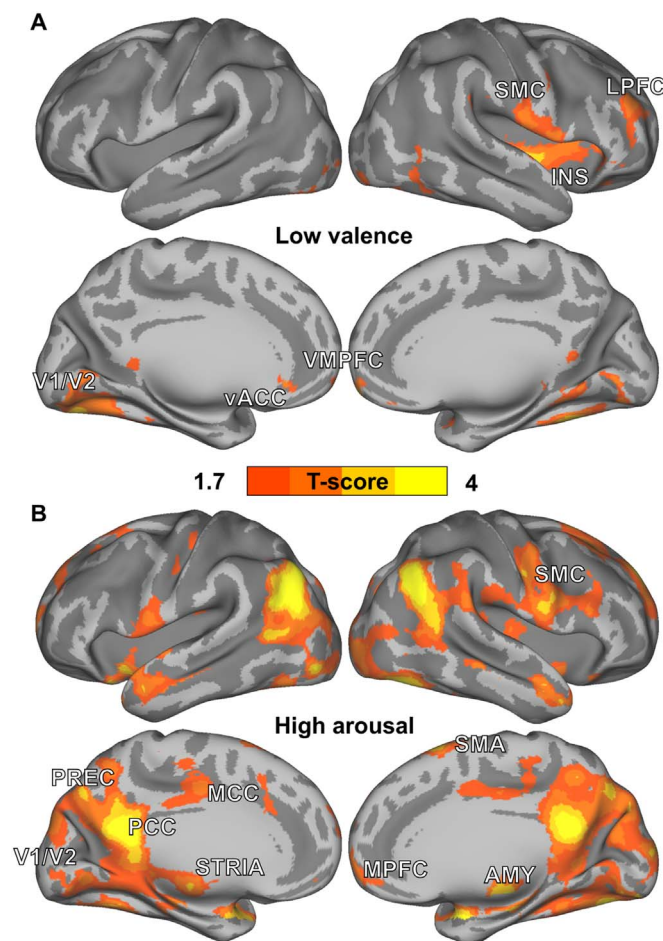 A
SMC
LPFC
INS
Low valence
VMPFC
V1/V2
vACC
1.7 T-score 4
B
SMC
High arousal
SMA
PREC
MCC
PCC
V1/V2
STRIA
MPFC
AMY